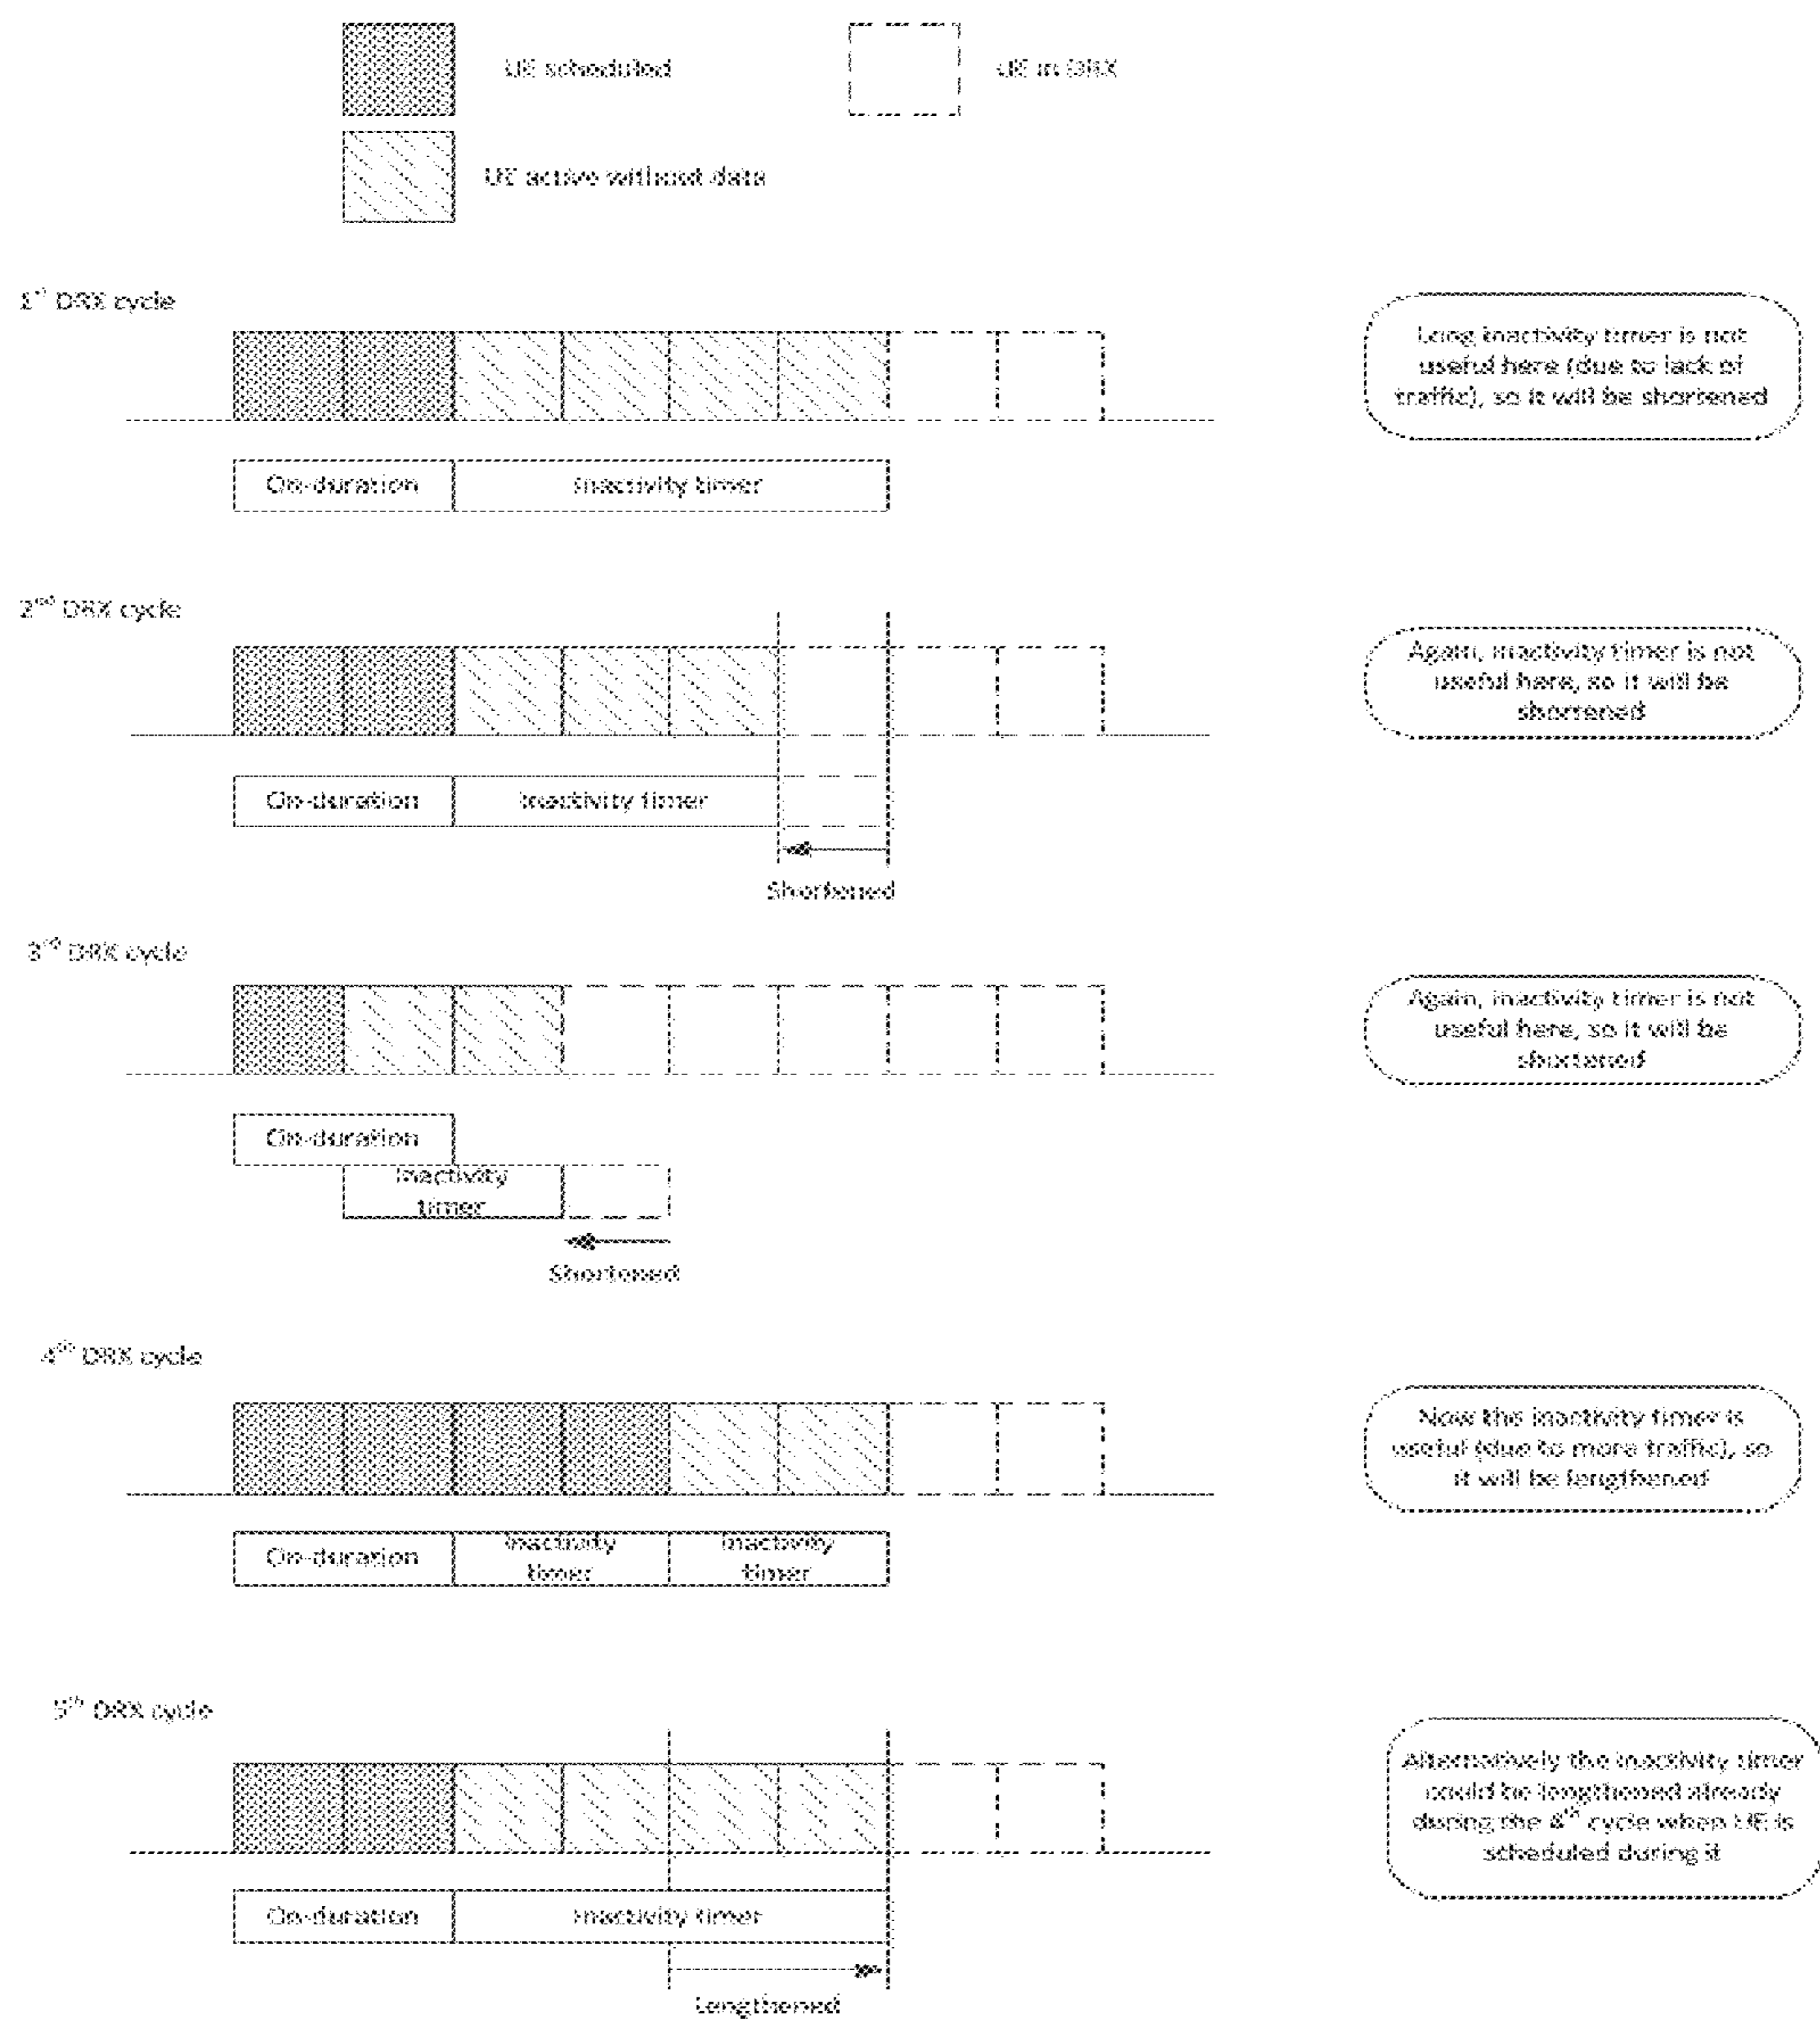 UE scheduled
UE in DRX
UE active without data
1st DRX cycle
Long inactivity timer is not
useful here (due to lack of
traffic), so it will be shortened
On-duration
Inactivity timer
2nd DRX cycle
Again, inactivity timer is not
useful here, so it will be
shortened
On-duration
Inactivity timer
Shortened
3rd DRX cycle
Again, inactivity timer is not
useful here, so it will be
shortened
On-duration
Inactivity
timer
Shortened
4th DRX cycle
Now the inactivity timer is
useful (due to more traffic), so
it will be lengthened
On-duration
Inactivity
timer
Inactivity
timer
5th DRX cycle
Alternatively the inactivity timer
could be lengthened already
during the 4th cycle when UE is
scheduled during it
On-duration
Inactivity timer
Lengthened